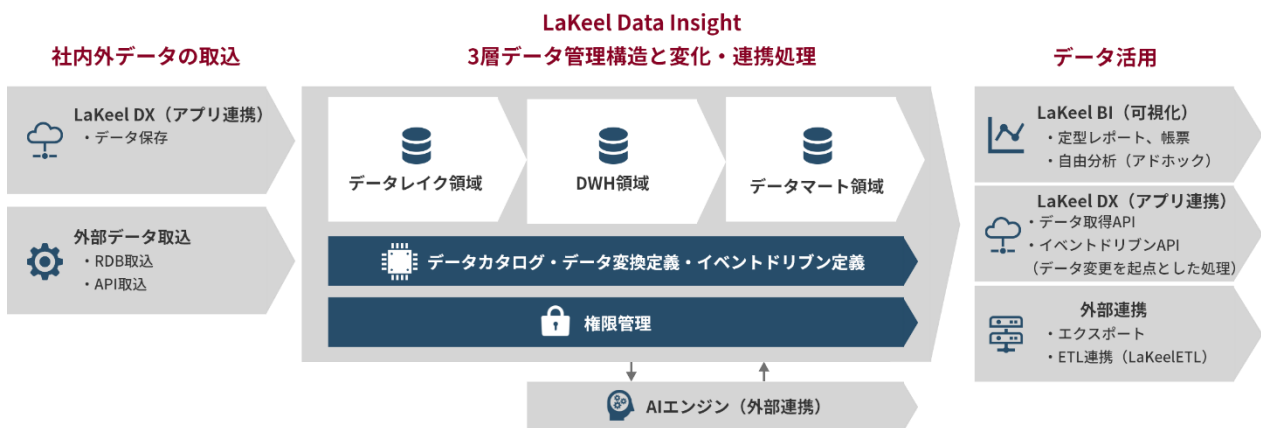 社内外データの取込
LaKeel DX（アプリ連携）
・データ保存
外部データ取込
・RDB取込
・API取込
LaKeel Data Insight
3層データ管理構造と変化・連携処理
データレイク領域
DWH領域
データマート領域
データカタログ・データ変換定義・イベントドリブン定義
権限管理
AIエンジン（外部連携）
データ活用
LaKeel BI（可視化）
・定型レポート、帳票
・自由分析（アドホック）
LaKeel DX（アプリ連携）
・データ取得API
・イベントドリブンAPI
（データ変更を起点とした処理）
外部連携
・エクスポート
・ETL連携（LaKeelETL）